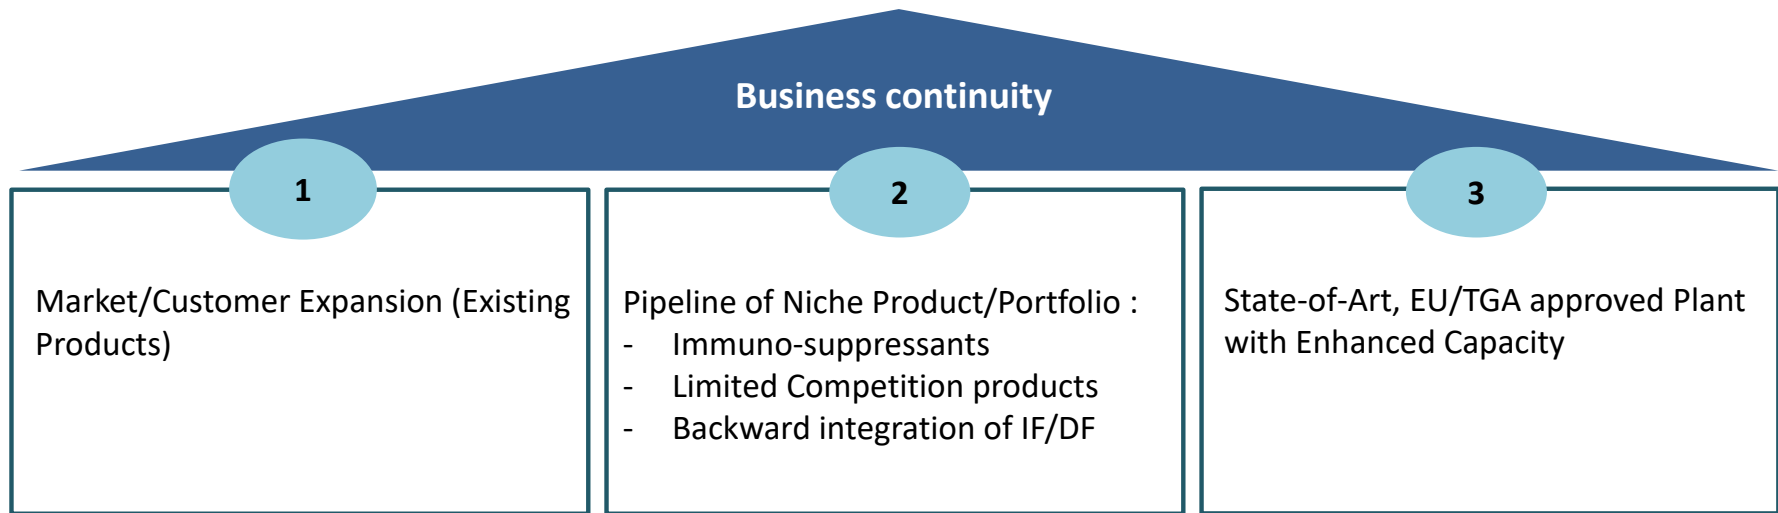 Business continuity
1
Market/Customer Expansion (Existing
Products)
2
Pipeline of Niche Product/Portfolio :
- Immuno-suppressants
- Limited Competition products
- Backward integration of IF/DF
3
State-of-Art, EU/TGA approved Plant
with Enhanced Capacity